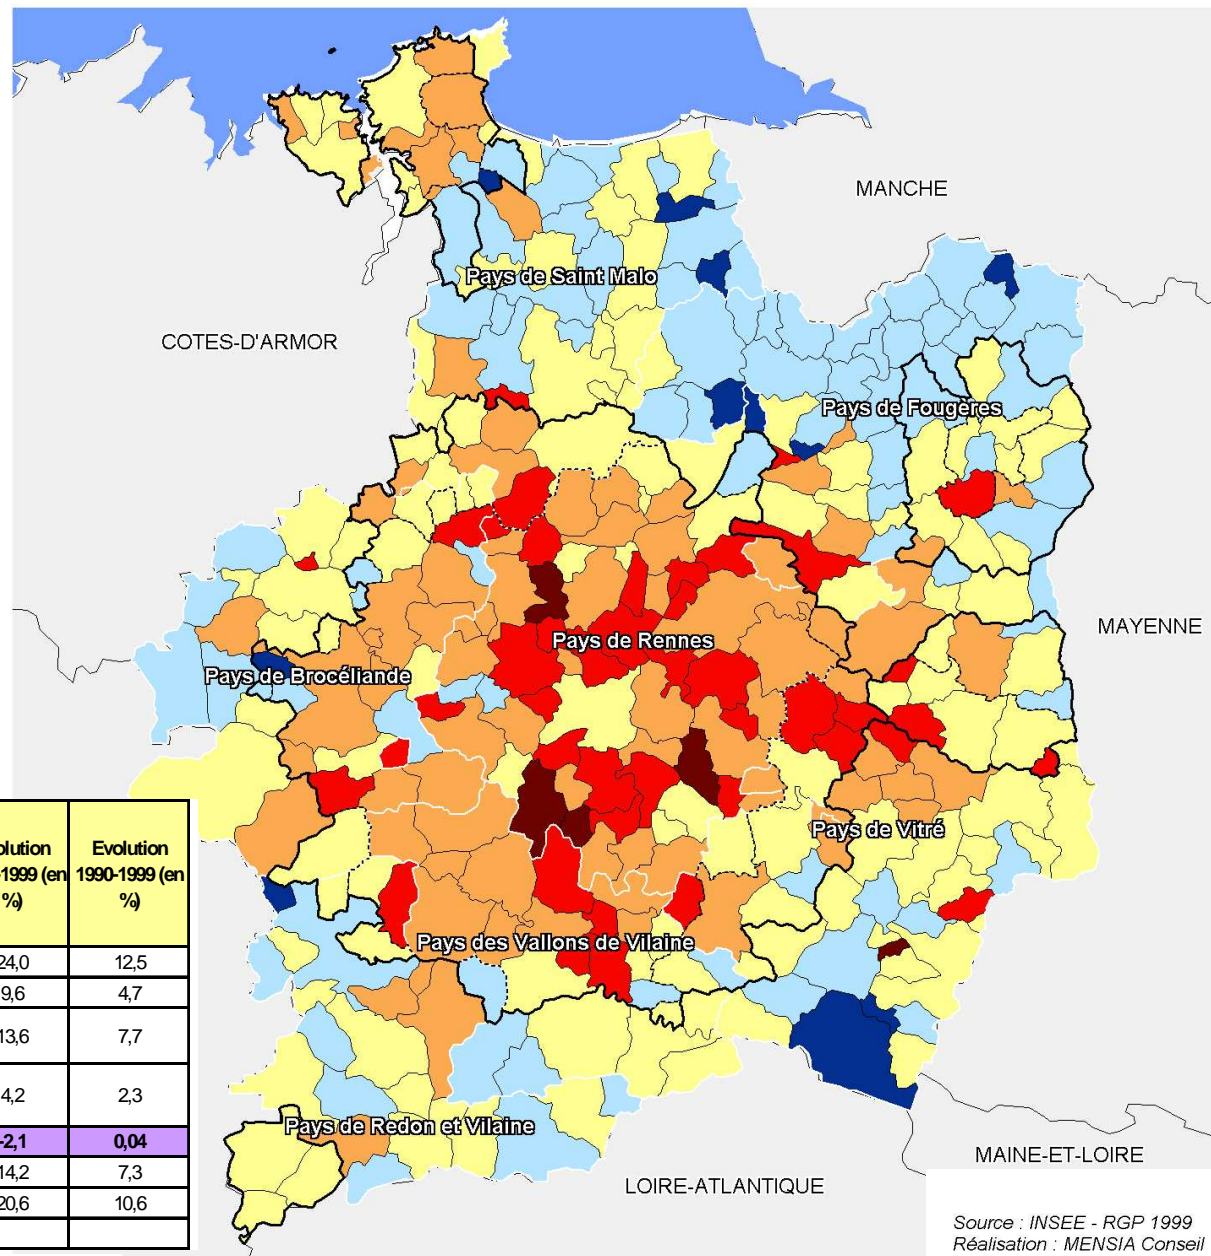 MANCHE
Pays de Saint Malo
COTES-D'ARMOR
Pays de Fougères
MAYENNE
Pays de Rennes
Pays de Brocéliande
Pays de Vitré
Pays des Vallons de Vilaine
Pays de Redon et Vilaine
MAINE-ET-LOIRE
LOIRE-ATLANTIQUE
Evolution
1990-1999 (en
%)
-1999 (en
%)
24,0 12,5
9,6 4,7
13,6 7,7
4,2 2,3
-2,1 0,04
14,2 7,3
20,6 10,6
Source : INSEE - RGP 1999
Réalisation : MENSIA Conseil